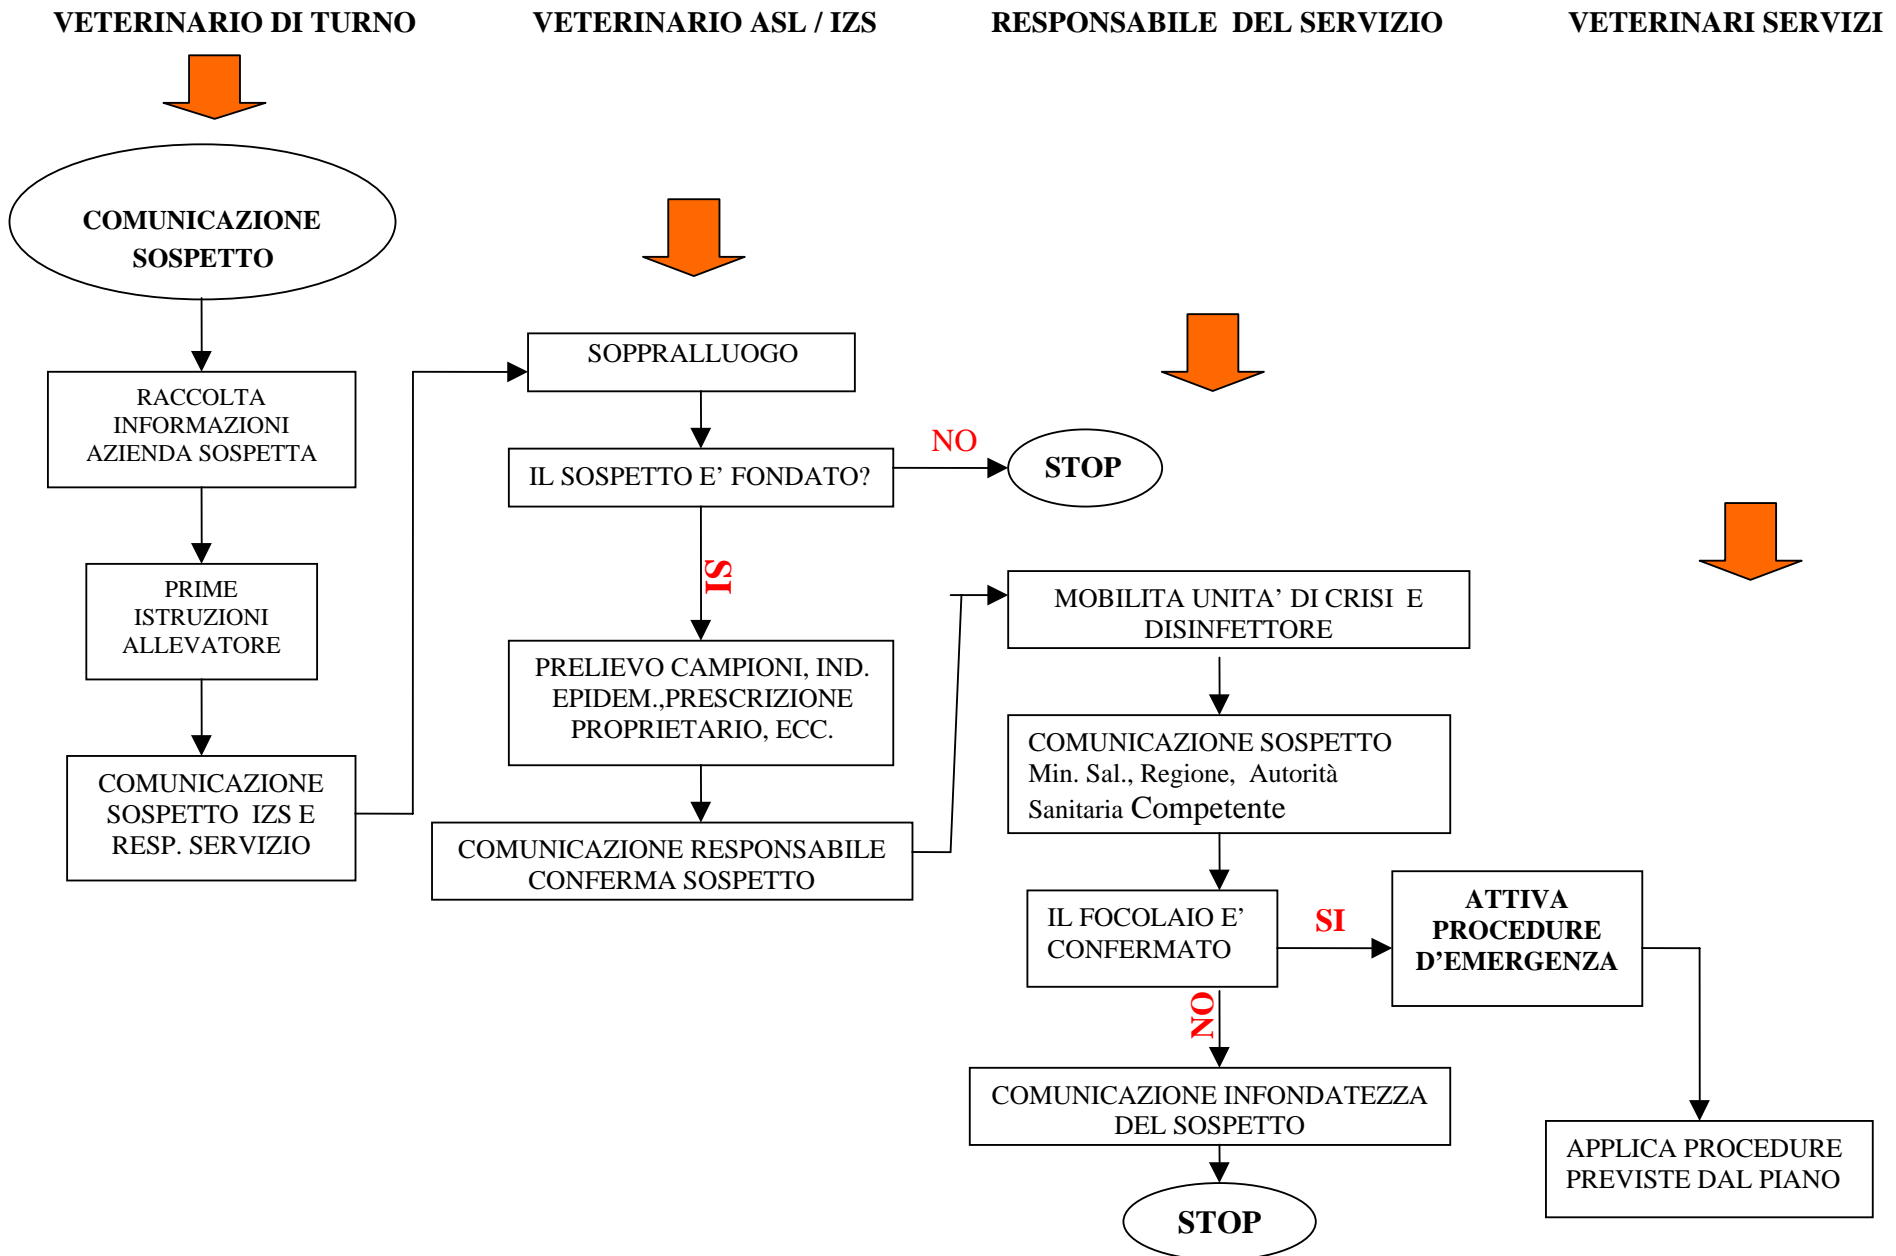 VETERINARIO DI TURNO
VETERINARIO ASL / IZS
RESPONSABILE DEL SERVIZIO
VETERINARI SERVIZI
COMUNICAZIONE
SOSPETTO
RACCOLTA
INFORMAZIONI
AZIENDA SOSPETTA
PRIME
ISTRUZIONI
ALLEVATORE
COMUNICAZIONE
SOSPETTO IZS E
RESP. SERVIZIO
SOPPRALLUOGO
IL SOSPETTO E' FONDATO?
NO
STOP
SI
PRELIEVO CAMPIONI, IND.
EPIDEM.,PRESCRIZIONE
PROPRIETARIO, ECC.
COMUNICAZIONE RESPONSABILE
CONFERMA SOSPETTO
MOBILITA UNITA' DI CRISI E
DISINFETTORE
COMUNICAZIONE SOSPETTO
Min. Sal., Regione, Autorità
Sanitaria Competente
IL FOCOLAIO E'
CONFERMATO
SI
ATTIVA
PROCEDURE
D'EMERGENZA
NO
COMUNICAZIONE INFONDATEZZA
DEL SOSPETTO
STOP
APPLICA PROCEDURE
PREVISTE DAL PIANO